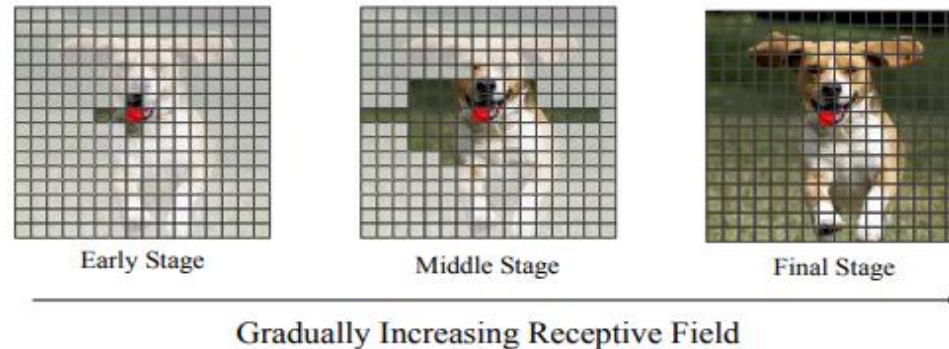 Early Stage
Middle Stage
Final Stage
Gradually Increasing Receptive Field